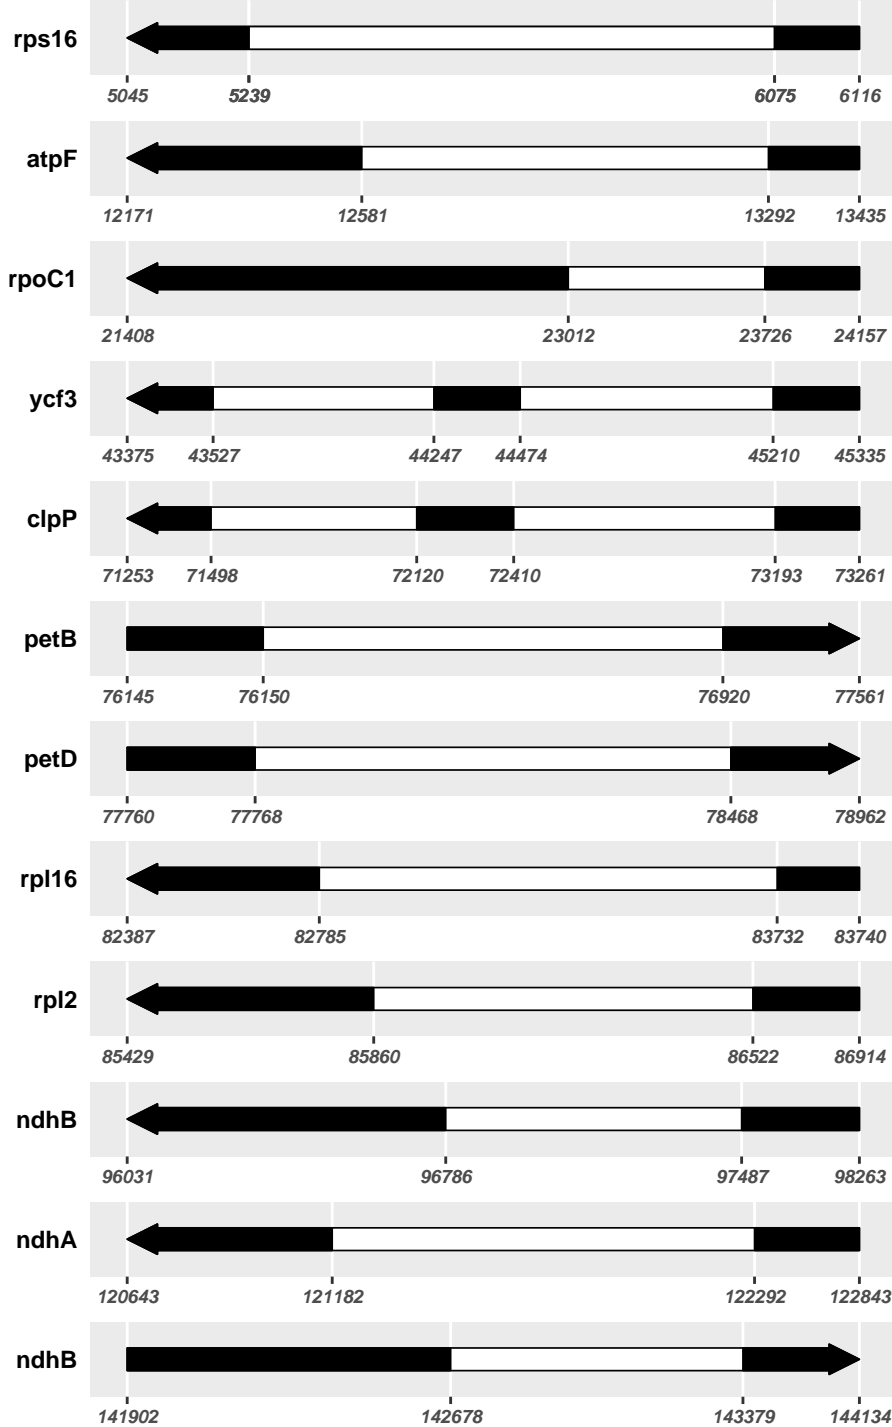 rps16
5045 5239 6075 6116
atpF
12171 12581 13292 13435
rpoC1
21408 23012 23726 24157
ycf3
43375 43527 44247 44474 45210 45335
clpP
71253 71498 72120 72410 73193 73261
petB
76145 76150 76920 77561
petD
77760 77768 78468 78962
rpl16
82387 82785 83732 83740
rpl2
85429 85860 86522 86914
ndhB
96031 96786 97487 98263
ndhA
120643 121182 122292 122843
ndhB
141902 142678 143379 144134